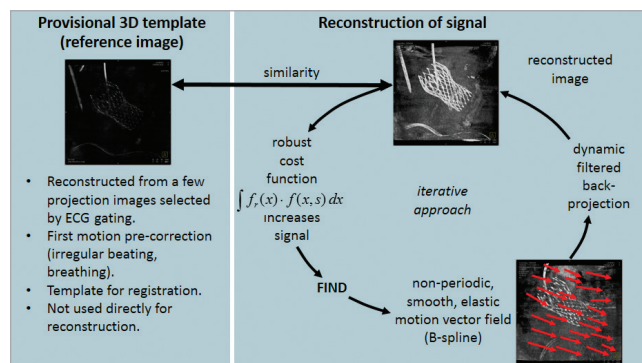 Provisional 3D template
(reference image)
• Reconstructed from a few
projection images selected
by ECG gating.
• First motion pre-correction
(irregular beating,
breathing).
• Template for registration.
• Not used directly for
reconstruction.
Reconstruction of signal
similarity
reconstructed
image
robust
cost
function
∫ fᵣ(x) · f(x, s) dx
increases
signal
iterative
approach
dynamic
filtered
back-
projection
FIND
non-periodic,
smooth, elastic
motion vector field
(B-spline)